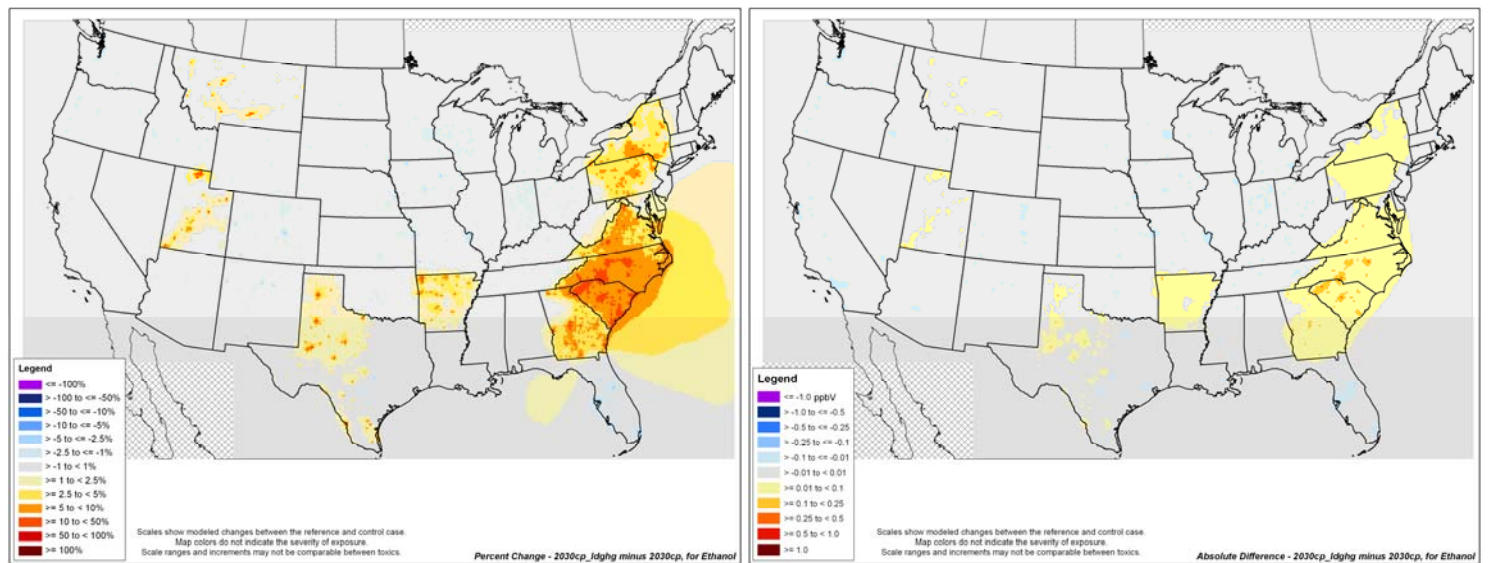 Legend
<= -100%
> -100 to <= -50%
> -50 to <= -10%
> -10 to <= -5%
> -5 to <= -2.5%
> -2.5 to <= -1%
> -1 to < 1%
>= 1 to < 2.5%
>= 2.5 to < 5%
>= 5 to < 10%
>= 10 to < 50%
>= 50 to < 100%
>= 100%
Scales show modeled changes between the reference and control case.
Map colors do not indicate the severity of exposure.
Scale ranges and increments may not be comparable between toxics.
Percent Change - 2030cp_ldghg minus 2030cp, for Ethanol
Legend
<= -1.0 ppbV
> -1.0 to <= -0.5
> -0.5 to <= -0.25
> -0.25 to <= -0.1
> -0.1 to <= -0.01
> -0.01 to < 0.01
>= 0.01 to < 0.1
>= 0.1 to < 0.25
>= 0.25 to < 0.5
>= 0.5 to < 1.0
>= 1.0
Scales show modeled changes between the reference and control case.
Map colors do not indicate the severity of exposure.
Scale ranges and increments may not be comparable between toxics.
Absolute Difference - 2030cp_ldghg minus 2030cp, for Ethanol